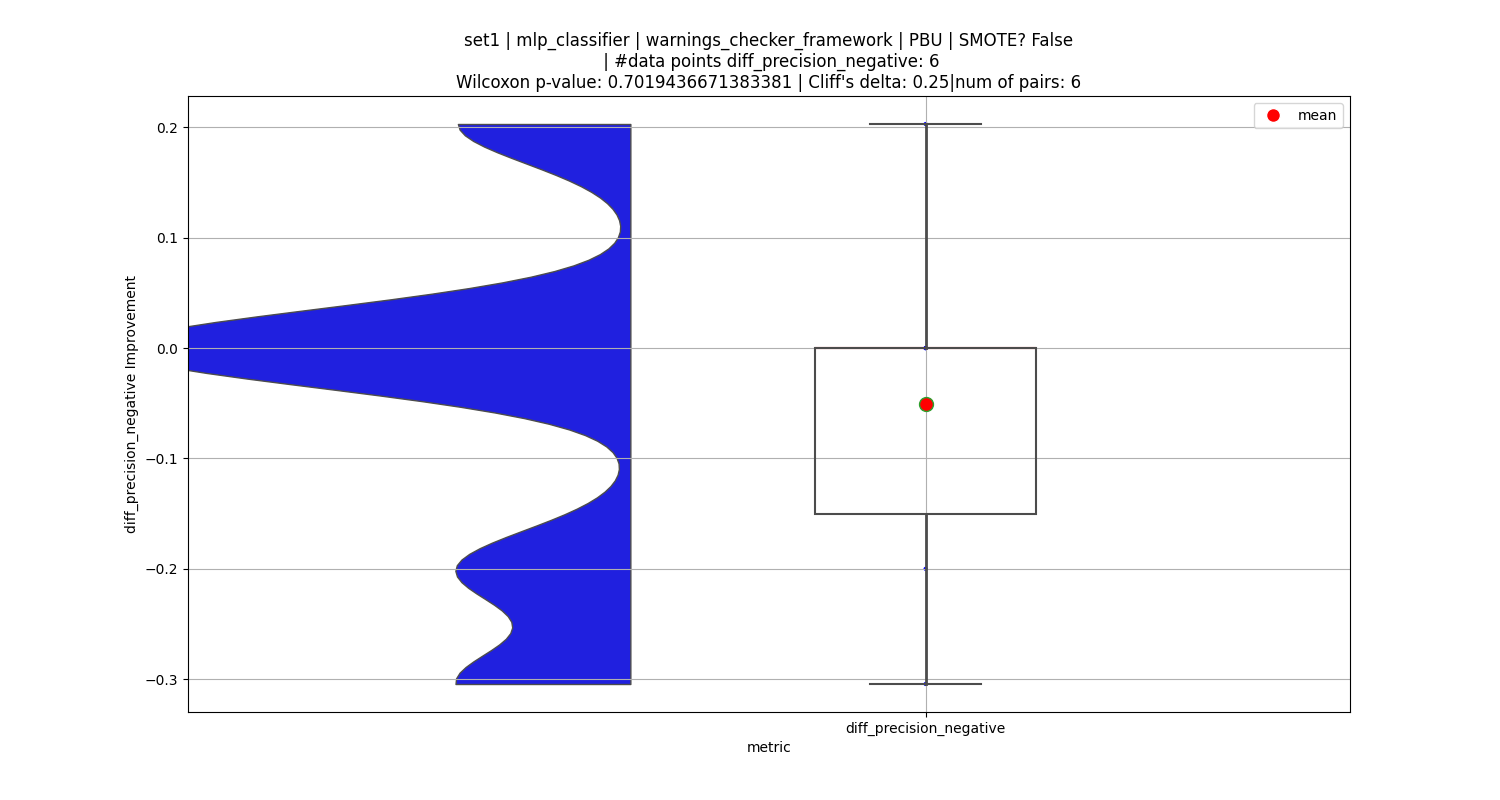 set1 | mlp_classifier | warnings_checker_framework | PBU | SMOTE? False
| #data points diff_precision_negative: 6
Wilcoxon p-value: 0.7019436671383381 | Cliff's delta: 0.25|num of pairs: 6
mean
0.2
0.1
0.0
−0.1
−0.2
−0.3
diff_precision_negative Improvement
diff_precision_negative
metric